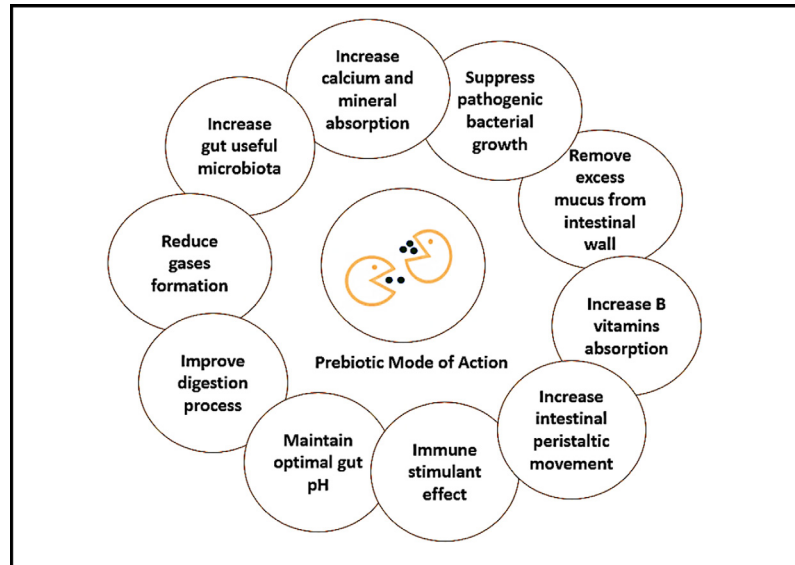 Increase
calcium and
mineral
absorption
Suppress
pathogenic
bacterial
growth
Remove
excess
mucus from
intestinal
wall
Increase B
vitamins
absorption
Increase
intestinal
peristaltic
movement
Immune
stimulant
effect
Maintain
optimal gut
pH
Improve
digestion
process
Reduce
gases
formation
Increase
gut useful
microbiota
Prebiotic Mode of Action